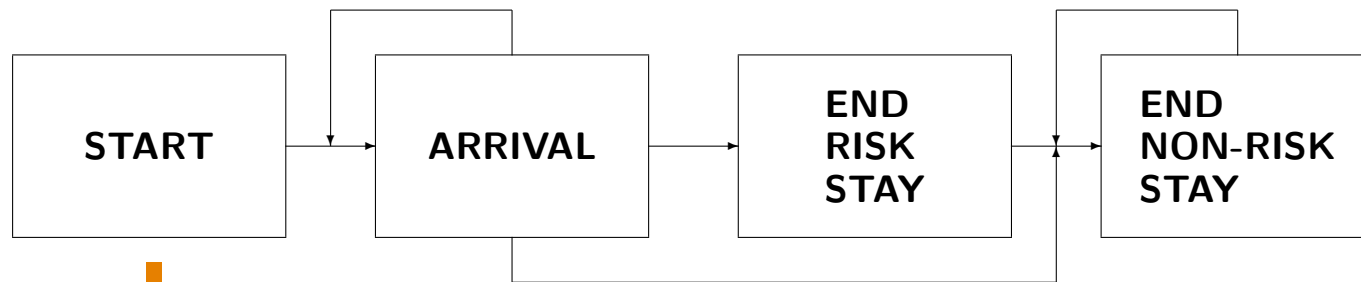 START
ARRIVAL
END
RISK
STAY
END
NON-RISK
STAY